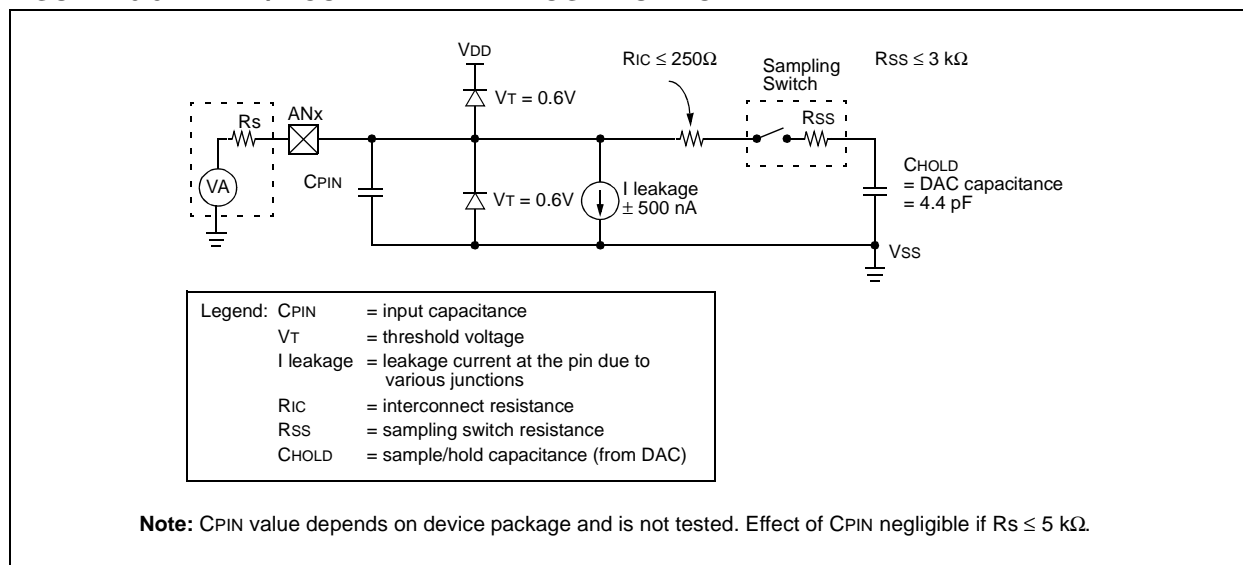 VDD
RIC ≤ 250Ω
Sampling
Switch
RSS ≤ 3 kΩ
VT = 0.6V
Rs
ANx
RSS
VA
CPIN
VT = 0.6V
I leakage
± 500 nA
CHOLD
= DAC capacitance
= 4.4 pF
VSS
Legend: CPIN = input capacitance
VT = threshold voltage
I leakage = leakage current at the pin due to
various junctions
RIC = interconnect resistance
RSS = sampling switch resistance
CHOLD = sample/hold capacitance (from DAC)
Note: CPIN value depends on device package and is not tested. Effect of CPIN negligible if Rs ≤ 5 kΩ.